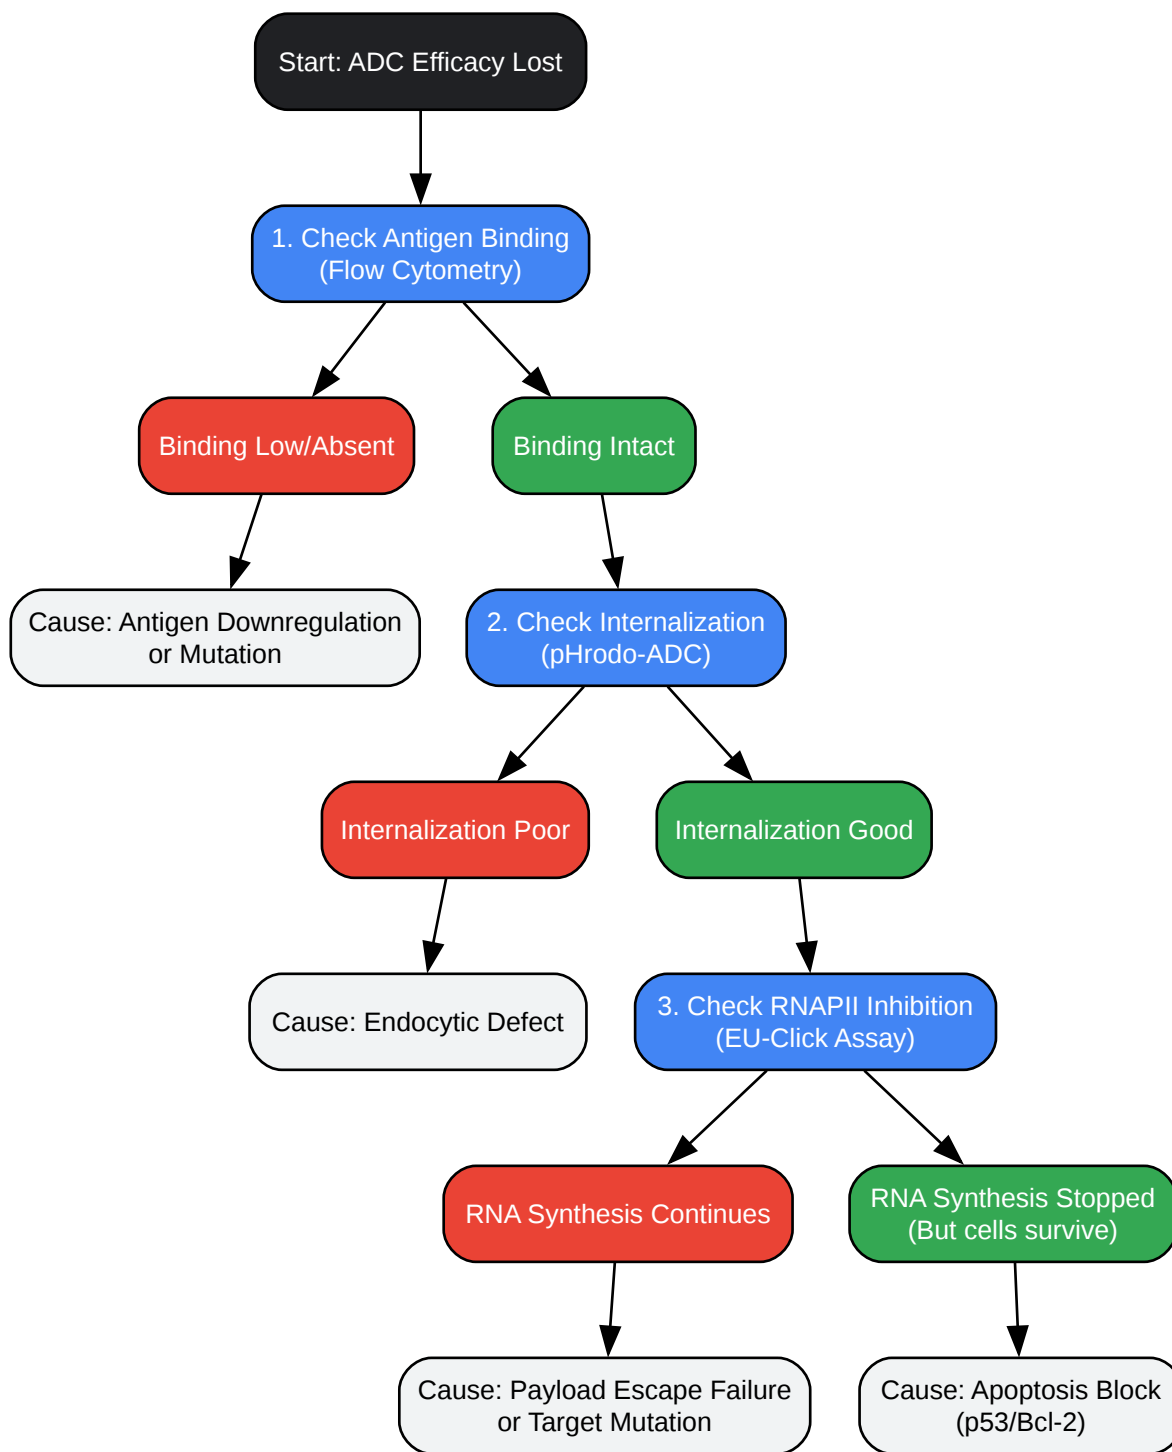 Start: ADC Efficacy Lost
1. Check Antigen Binding
(Flow Cytometry)
Binding Low/Absent
Binding Intact
Cause: Antigen Downregulation
or Mutation
2. Check Internalization
(pHrodo-ADC)
Internalization Poor
Internalization Good
Cause: Endocytic Defect
3. Check RNAPII Inhibition
(EU-Click Assay)
RNA Synthesis Continues
RNA Synthesis Stopped
(But cells survive)
Cause: Payload Escape Failure
or Target Mutation
Cause: Apoptosis Block
(p53/Bcl-2)